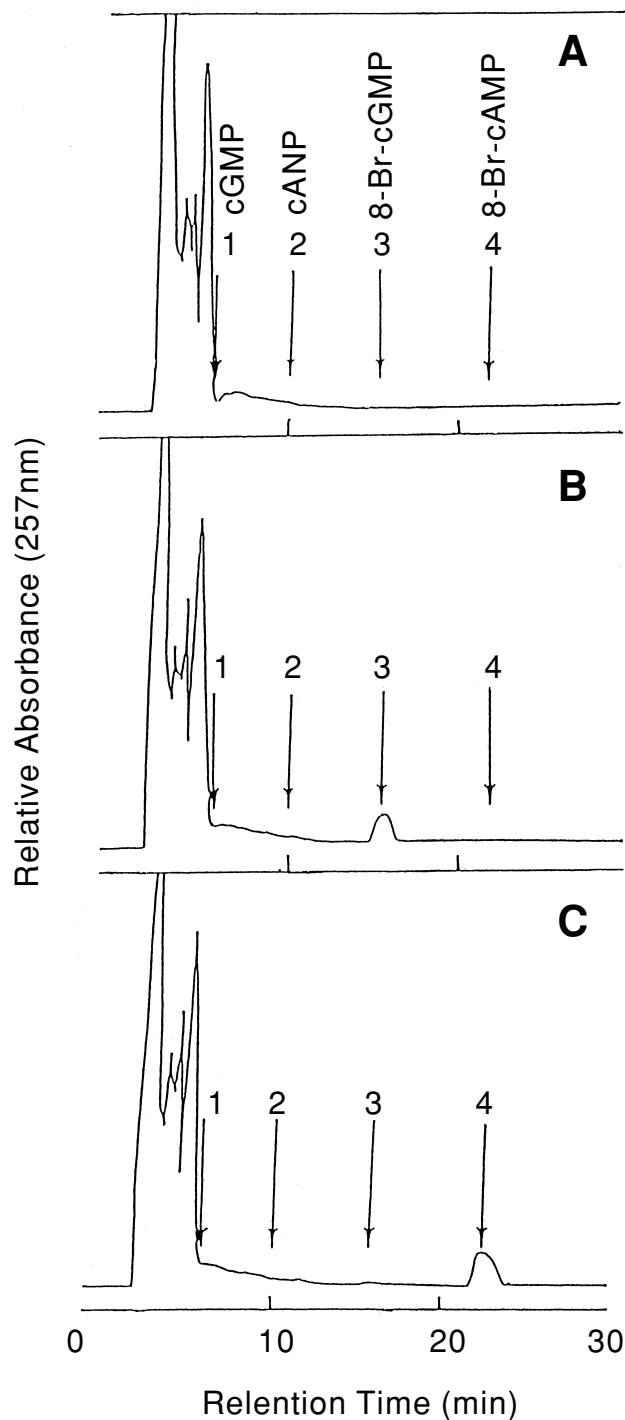 A
cGMP
cANP
8-Br-cGMP
8-Br-cAMP
1 2 3 4
Relative Absorbance (257nm)
B
1 2 3 4
C
1 2 3 4
0 10 20 30
Relention Time (min)